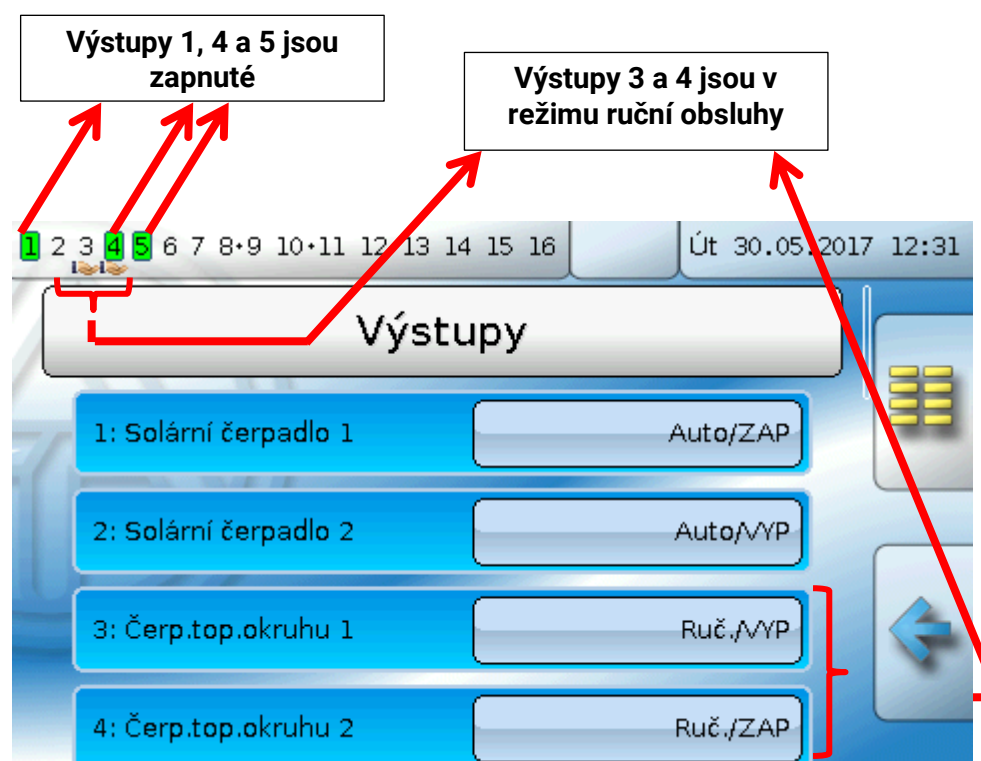 Výstupy 1, 4 a 5 jsou
zapnuté
Výstupy 3 a 4 jsou v
režimu ruční obsluhy
1 2 3 4 5 6 7 8•9 10•11 12 13 14 15 16
Út 30.05.2017 12:31
Výstupy
1: Solární čerpadlo 1 Auto/ZAP
2: Solární čerpadlo 2 Auto/VYP
3: Čerp.top.okruhu 1 Ruč./VYP
4: Čerp.top.okruhu 2 Ruč./ZAP